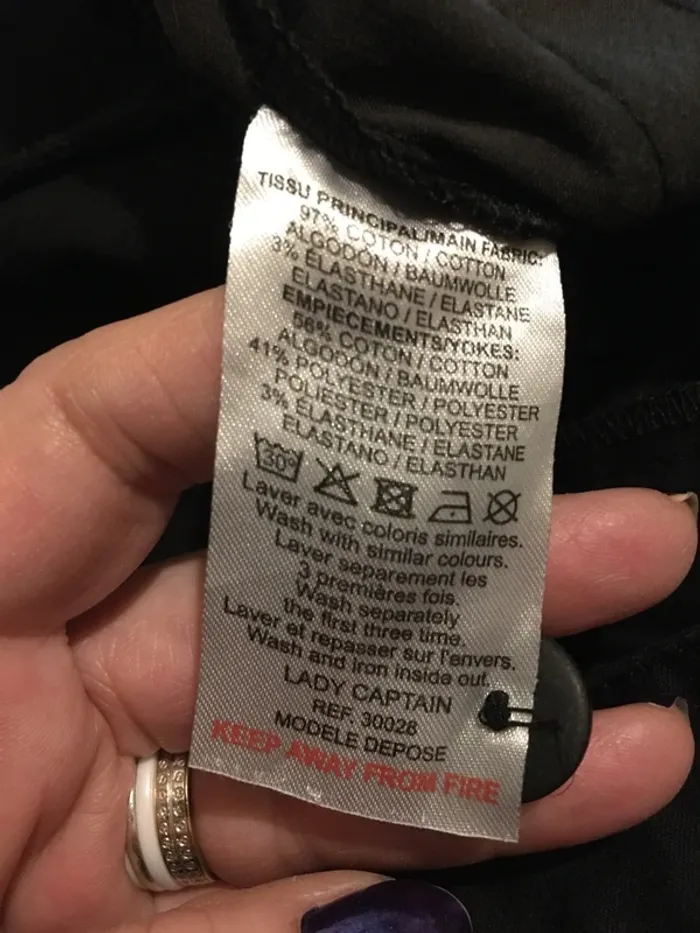 TISSU PRINCIPAL/MAIN FABRIC:
97% COTON / COTTON
ALGODON / BAUMWOLLE
3% ELASTHANE / ELASTANE
ELASTANO / ELASTHAN
EMPIECEMENTS/YOKES:
56% COTON / COTTON
ALGODON / BAUMWOLLE
41% POLYESTER / POLYESTER
POLIESTER / POLYESTER
3% ELASTHANE / ELASTANE
ELASTANO / ELASTHAN
30°
Laver avec coloris similaires.
Wash with similar colours.
Laver separement les
3 premières fois.
Wash separately
the first three time.
Laver et repasser sur l'envers.
Wash and iron inside out.
LADY CAPTAIN
REF. 30028
MODELE DEPOSE
KEEP AWAY FROM FIRE